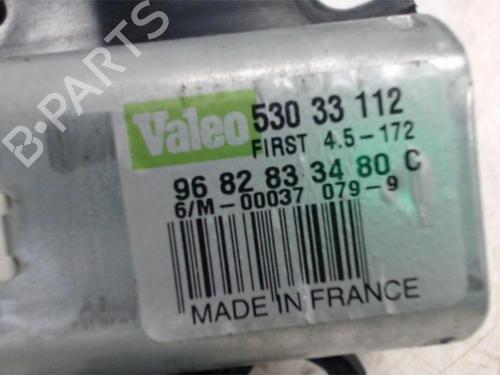 B-PARTS
Valeo 530 33 112
FIRST 4.5-172
96 82 83 34 80 C
6/M-00037 079-9
MADE IN FRANCE